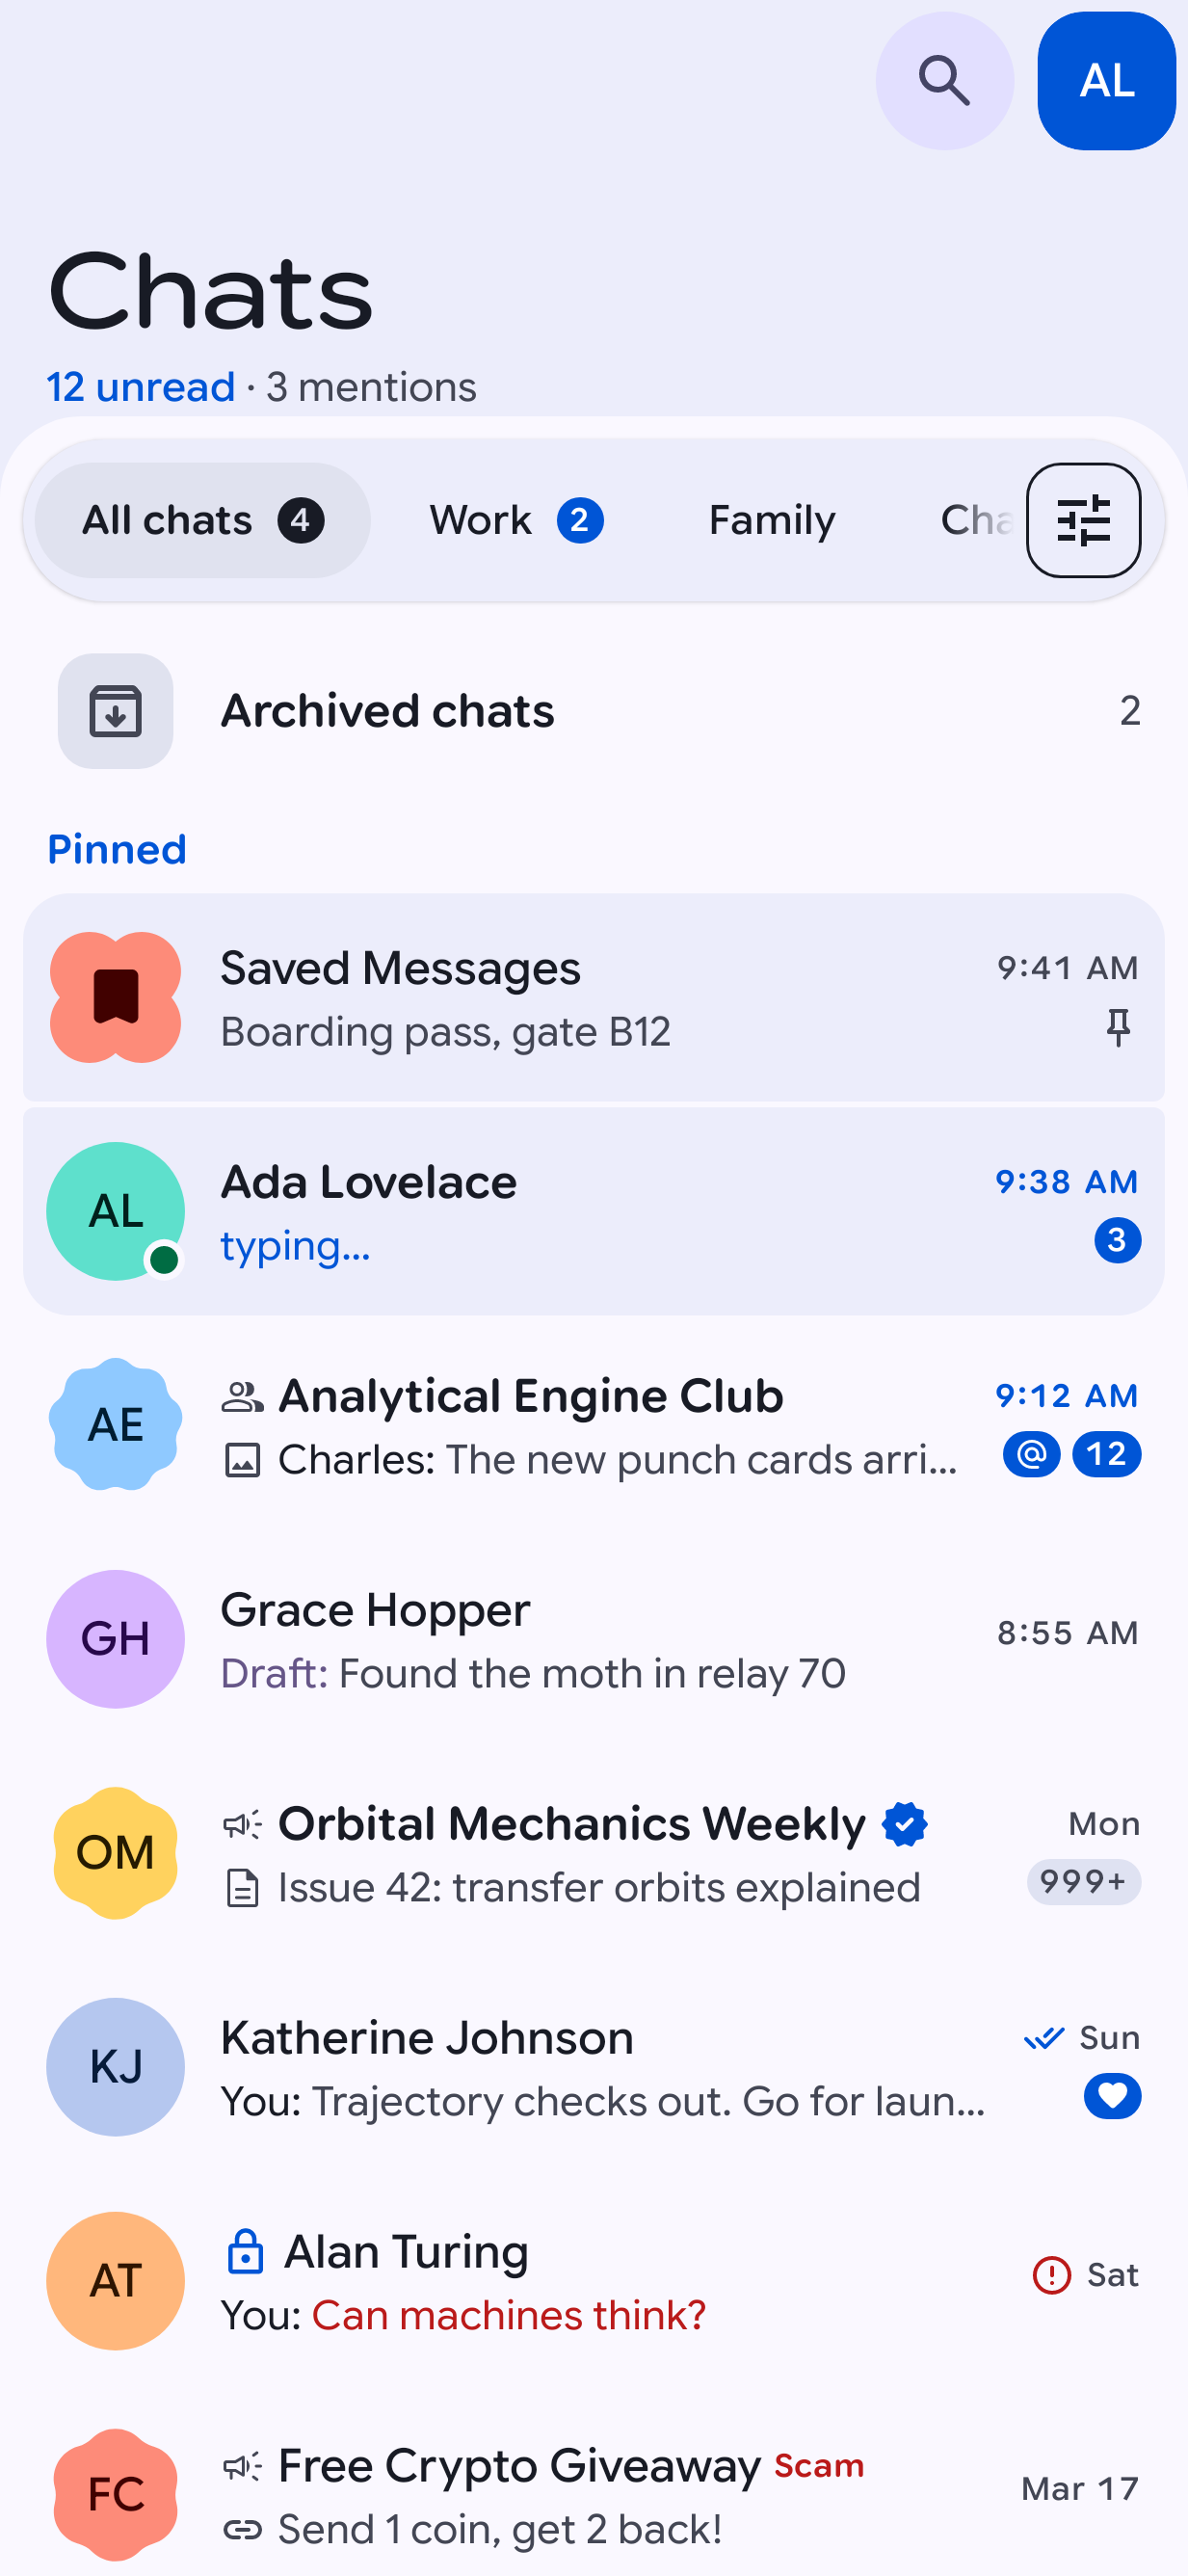 AL
Chats
12 unread · 3 mentions
All chats 4 Work 2 Family Cha
Archived chats 2
Pinned
Saved Messages 9:41 AM
Boarding pass, gate B12
AL
Ada Lovelace 9:38 AM
typing... 3
AE
Analytical Engine Club 9:12 AM
Charles: The new punch cards arri... @ 12
GH
Grace Hopper 8:55 AM
Draft: Found the moth in relay 70
OM
Orbital Mechanics Weekly Mon
Issue 42: transfer orbits explained 999+
KJ
Katherine Johnson Sun
You: Trajectory checks out. Go for laun...
AT
Alan Turing Sat
You: Can machines think?
FC
Free Crypto Giveaway Scam Mar 17
Send 1 coin, get 2 back!